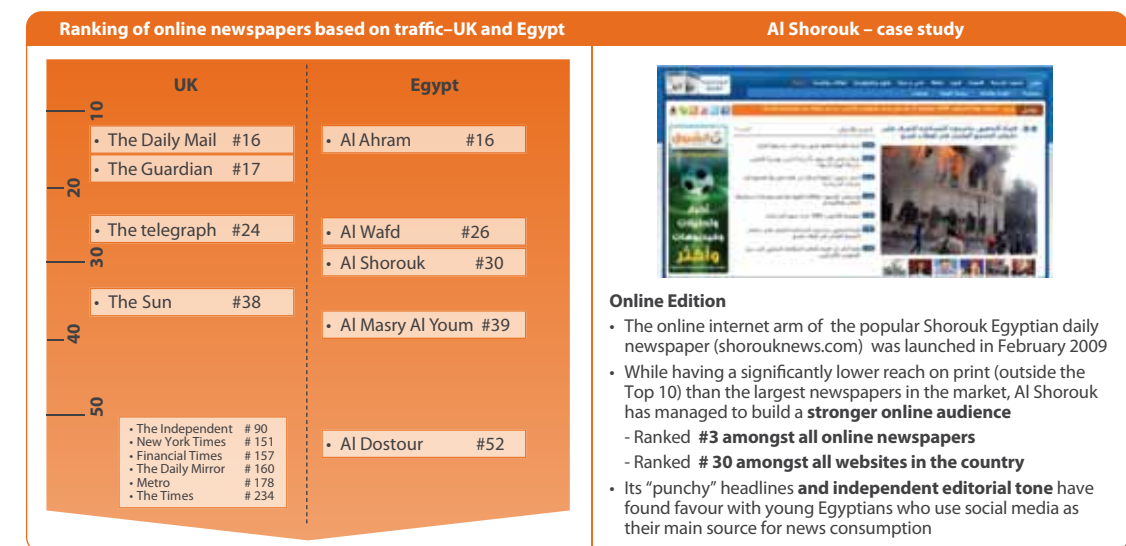 Ranking of online newspapers based on traffic–UK and Egypt
UK
Egypt
10
20
30
40
50
• The Daily Mail #16
• The Guardian #17
• The telegraph #24
• The Sun #38
• The Independent # 90
• New York Times # 151
• Financial Times # 157
• The Daily Mirror # 160
• Metro # 178
• The Times # 234
• Al Ahram #16
• Al Wafd #26
• Al Shorouk #30
• Al Masry Al Youm #39
• Al Dostour #52
Al Shorouk – case study
الشروق
أخبار
وتحليلات
وفيديوهات
وأكثر
Online Edition
• The online internet arm of the popular Shorouk Egyptian daily
newspaper (shorouknews.com) was launched in February 2009
• While having a significantly lower reach on print (outside the
Top 10) than the largest newspapers in the market, Al Shorouk
has managed to build a stronger online audience
- Ranked #3 amongst all online newspapers
- Ranked # 30 amongst all websites in the country
• Its “punchy” headlines and independent editorial tone have
found favour with young Egyptians who use social media as
their main source for news consumption